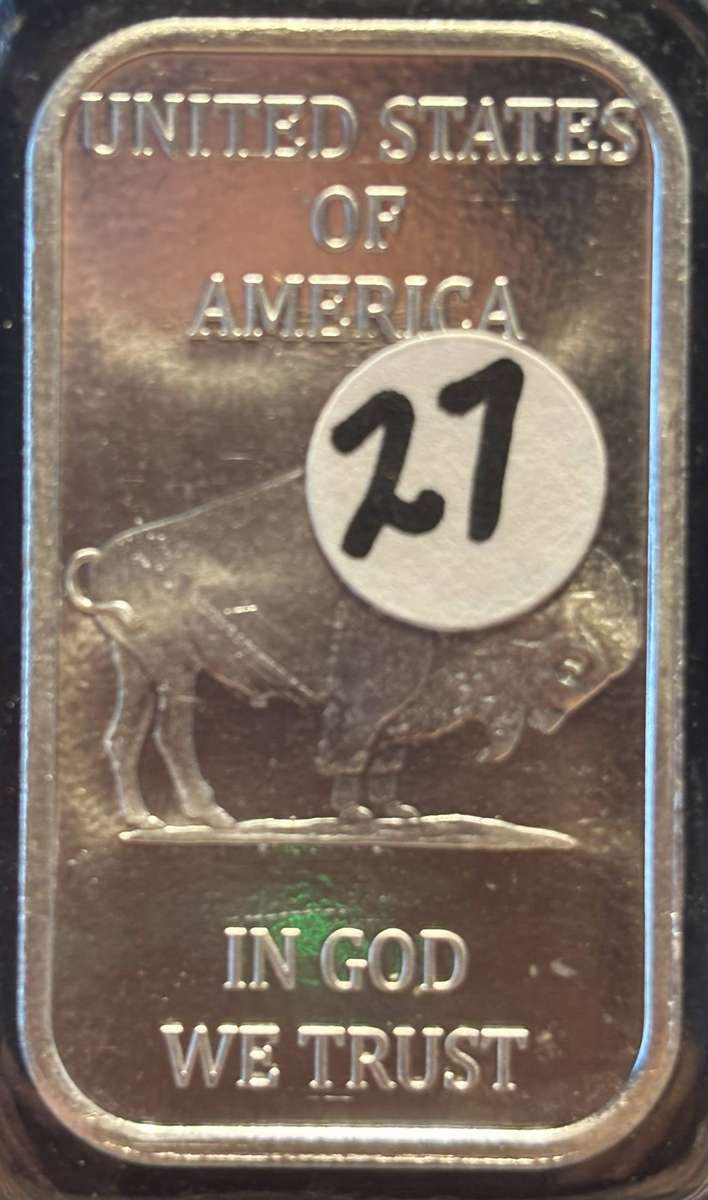 UNITED STATES
OF
AMERICA
27
IN GOD
WE TRUST